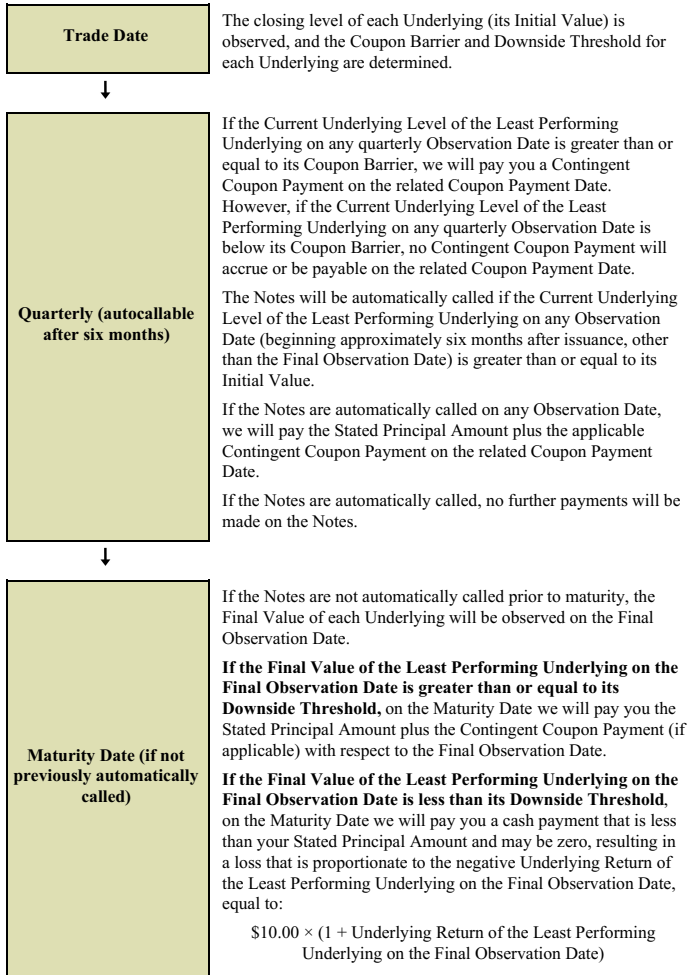 Trade Date
The closing level of each Underlying (its Initial Value) is
observed, and the Coupon Barrier and Downside Threshold for
each Underlying are determined.
Quarterly (autocallable
after six months)
If the Current Underlying Level of the Least Performing
Underlying on any quarterly Observation Date is greater than or
equal to its Coupon Barrier, we will pay you a Contingent
Coupon Payment on the related Coupon Payment Date.
However, if the Current Underlying Level of the Least
Performing Underlying on any quarterly Observation Date is
below its Coupon Barrier, no Contingent Coupon Payment will
accrue or be payable on the related Coupon Payment Date.
The Notes will be automatically called if the Current Underlying
Level of the Least Performing Underlying on any Observation
Date (beginning approximately six months after issuance, other
than the Final Observation Date) is greater than or equal to its
Initial Value.
If the Notes are automatically called on any Observation Date,
we will pay the Stated Principal Amount plus the applicable
Contingent Coupon Payment on the related Coupon Payment
Date.
If the Notes are automatically called, no further payments will be
made on the Notes.
Maturity Date (if not
previously automatically
called)
If the Notes are not automatically called prior to maturity, the
Final Value of each Underlying will be observed on the Final
Observation Date.
If the Final Value of the Least Performing Underlying on the
Final Observation Date is greater than or equal to its
Downside Threshold, on the Maturity Date we will pay you the
Stated Principal Amount plus the Contingent Coupon Payment (if
applicable) with respect to the Final Observation Date.
If the Final Value of the Least Performing Underlying on the
Final Observation Date is less than its Downside Threshold,
on the Maturity Date we will pay you a cash payment that is less
than your Stated Principal Amount and may be zero, resulting in
a loss that is proportionate to the negative Underlying Return of
the Least Performing Underlying on the Final Observation Date,
equal to:
$10.00 × (1 + Underlying Return of the Least Performing
Underlying on the Final Observation Date)